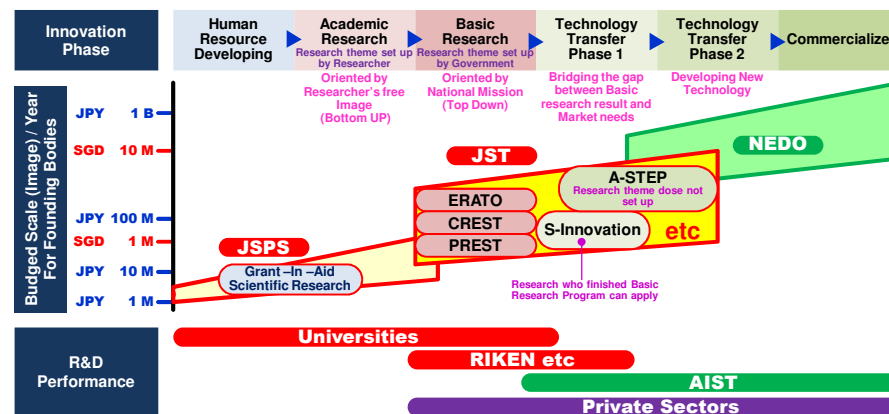 Innovation
Phase
Human
Resource
Developing
Academic
Research
Research theme set up
by Researcher
Basic
Research
Research theme set up
by Government
Technology
Transfer
Phase 1
Technology
Transfer
Phase 2
Commercialize
Oriented by
Researcher's free
Image
(Bottom UP)
Oriented by
National Mission
(Top Down)
Bridging the gap
between Basic
research result and
Market needs
Developing New
Technology
Budged Scale (Image) / Year
For Founding Bodies
JPY 1 B
SGD 10 M
JPY 100 M
SGD 1 M
JPY 10 M
JPY 1 M
NEDO
JST
A-STEP
Research theme dose not
set up
ERATO
CREST
PREST
S-Innovation
etc
JSPS
Grant –In –Aid
Scientific Research
Research who finished Basic
Research Program can apply
R&D
Performance
Universities
RIKEN etc
AIST
Private Sectors